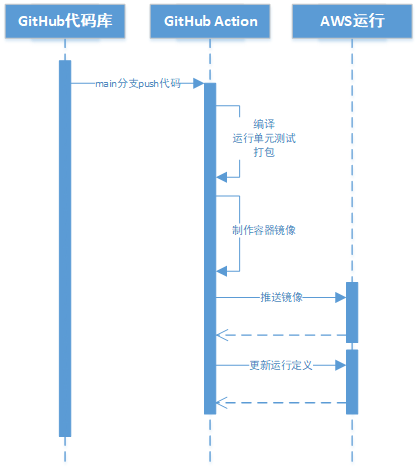 GitHub代码库
GitHub Action
AWS运行
main分支push代码
编译
运行单元测试
打包
制作容器镜像
推送镜像
更新运行定义